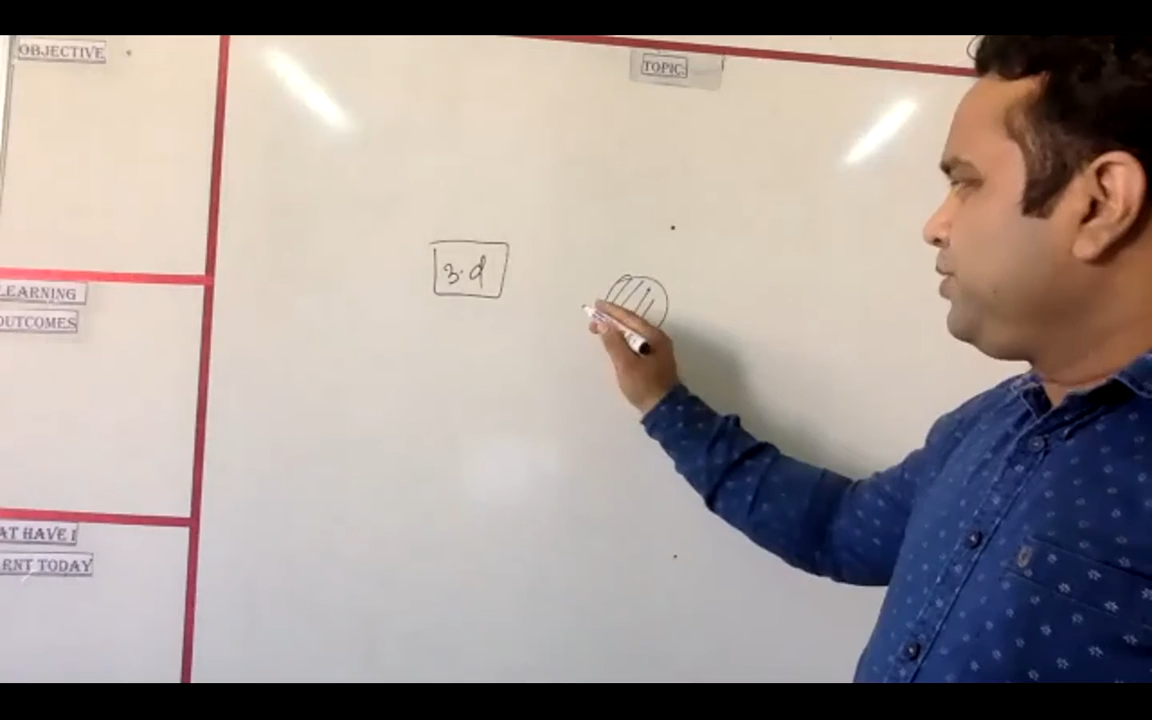 OBJECTIVE
TOPIC:
3.d
LEARNING
OUTCOMES
AT HAVE I
RNT TODAY